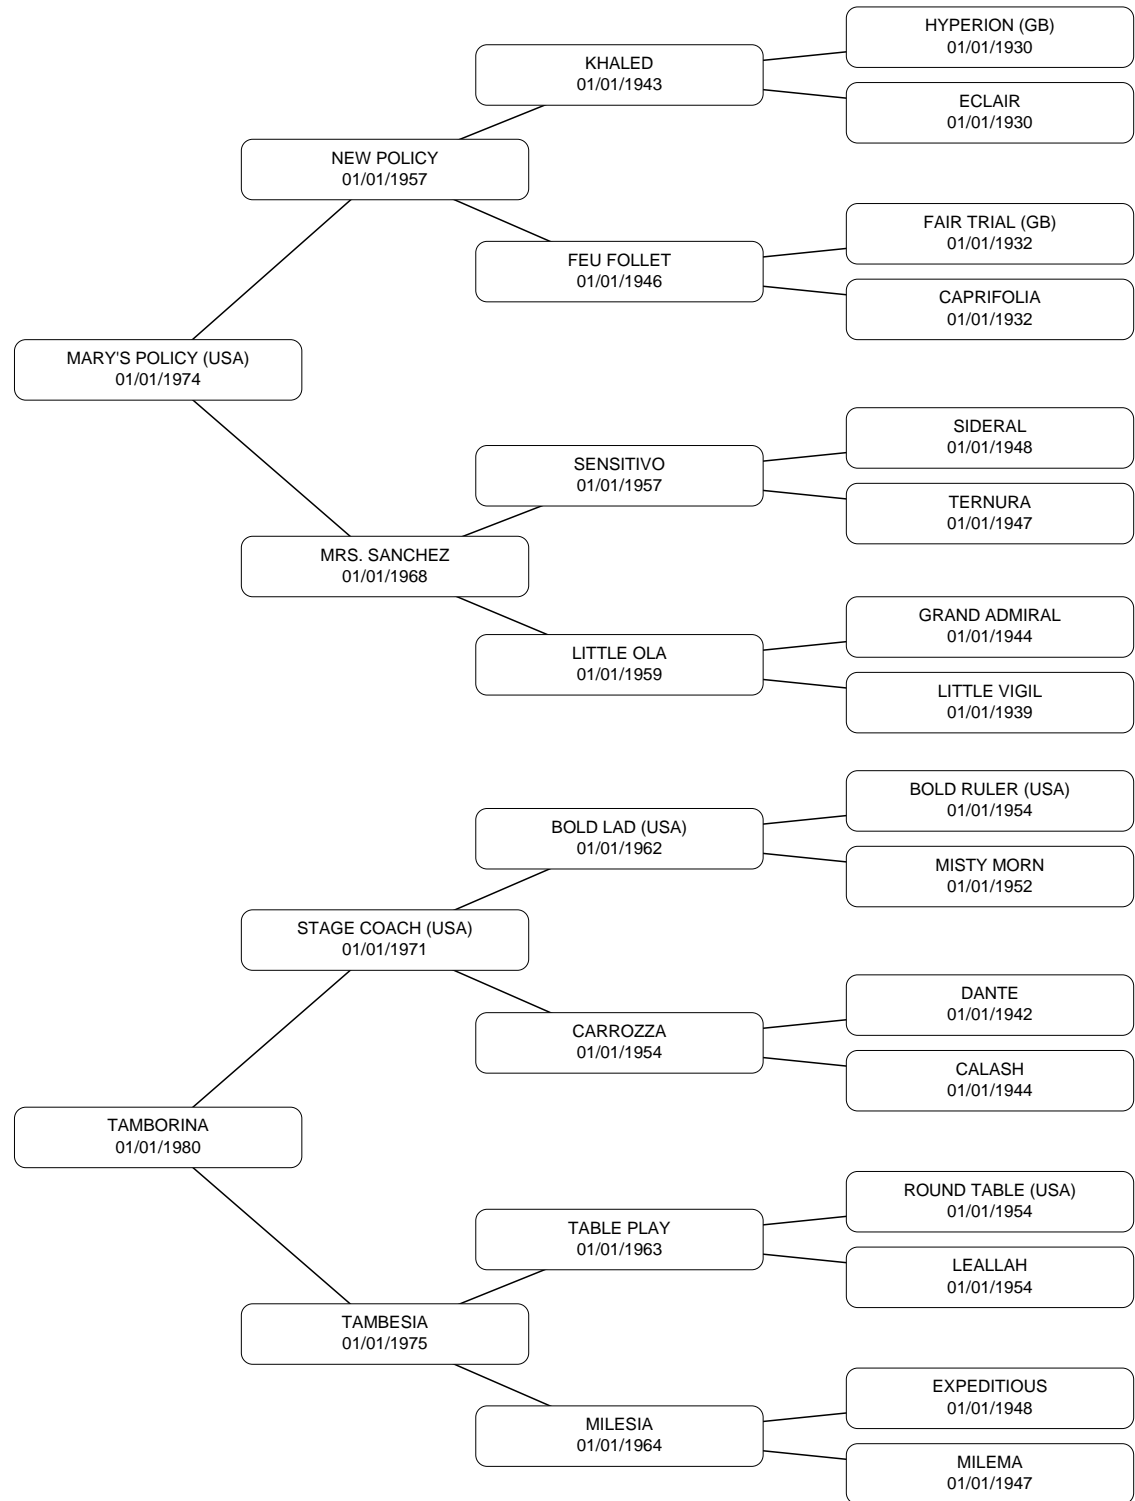 HYPERION (GB)
01/01/1930
KHALED
01/01/1943
ECLAIR
01/01/1930
NEW POLICY
01/01/1957
FAIR TRIAL (GB)
01/01/1932
FEU FOLLET
01/01/1946
CAPRIFOLIA
01/01/1932
MARY'S POLICY (USA)
01/01/1974
SIDERAL
01/01/1948
SENSITIVO
01/01/1957
TERNURA
01/01/1947
MRS. SANCHEZ
01/01/1968
GRAND ADMIRAL
01/01/1944
LITTLE OLA
01/01/1959
LITTLE VIGIL
01/01/1939
BOLD RULER (USA)
01/01/1954
BOLD LAD (USA)
01/01/1962
MISTY MORN
01/01/1952
STAGE COACH (USA)
01/01/1971
DANTE
01/01/1942
CARROZZA
01/01/1954
CALASH
01/01/1944
TAMBORINA
01/01/1980
ROUND TABLE (USA)
01/01/1954
TABLE PLAY
01/01/1963
LEALLAH
01/01/1954
TAMBESIA
01/01/1975
EXPEDITIOUS
01/01/1948
MILESIA
01/01/1964
MILEMA
01/01/1947